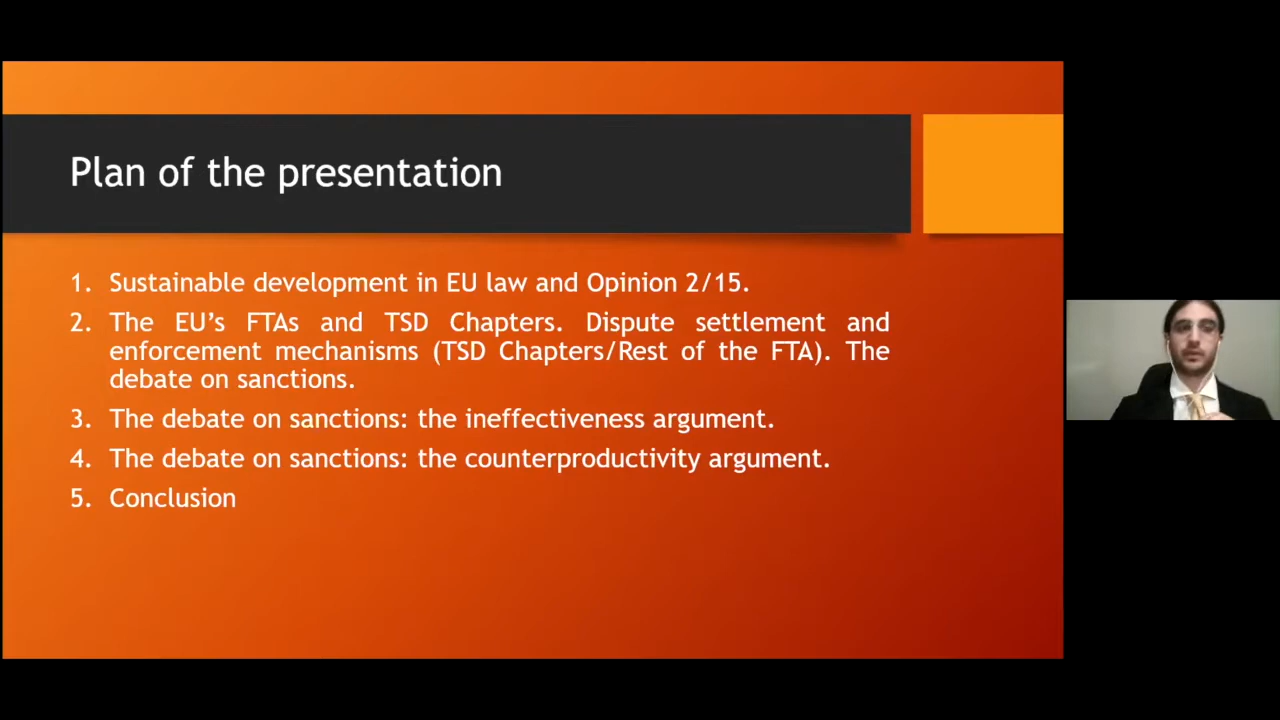 Plan of the presentation
1. Sustainable development in EU law and Opinion 2/15.
2. The EU's FTAs and TSD Chapters. Dispute settlement and
enforcement mechanisms (TSD Chapters/Rest of the FTA). The
debate on sanctions.
3. The debate on sanctions: the ineffectiveness argument.
4. The debate on sanctions: the counterproductivity argument.
5. Conclusion